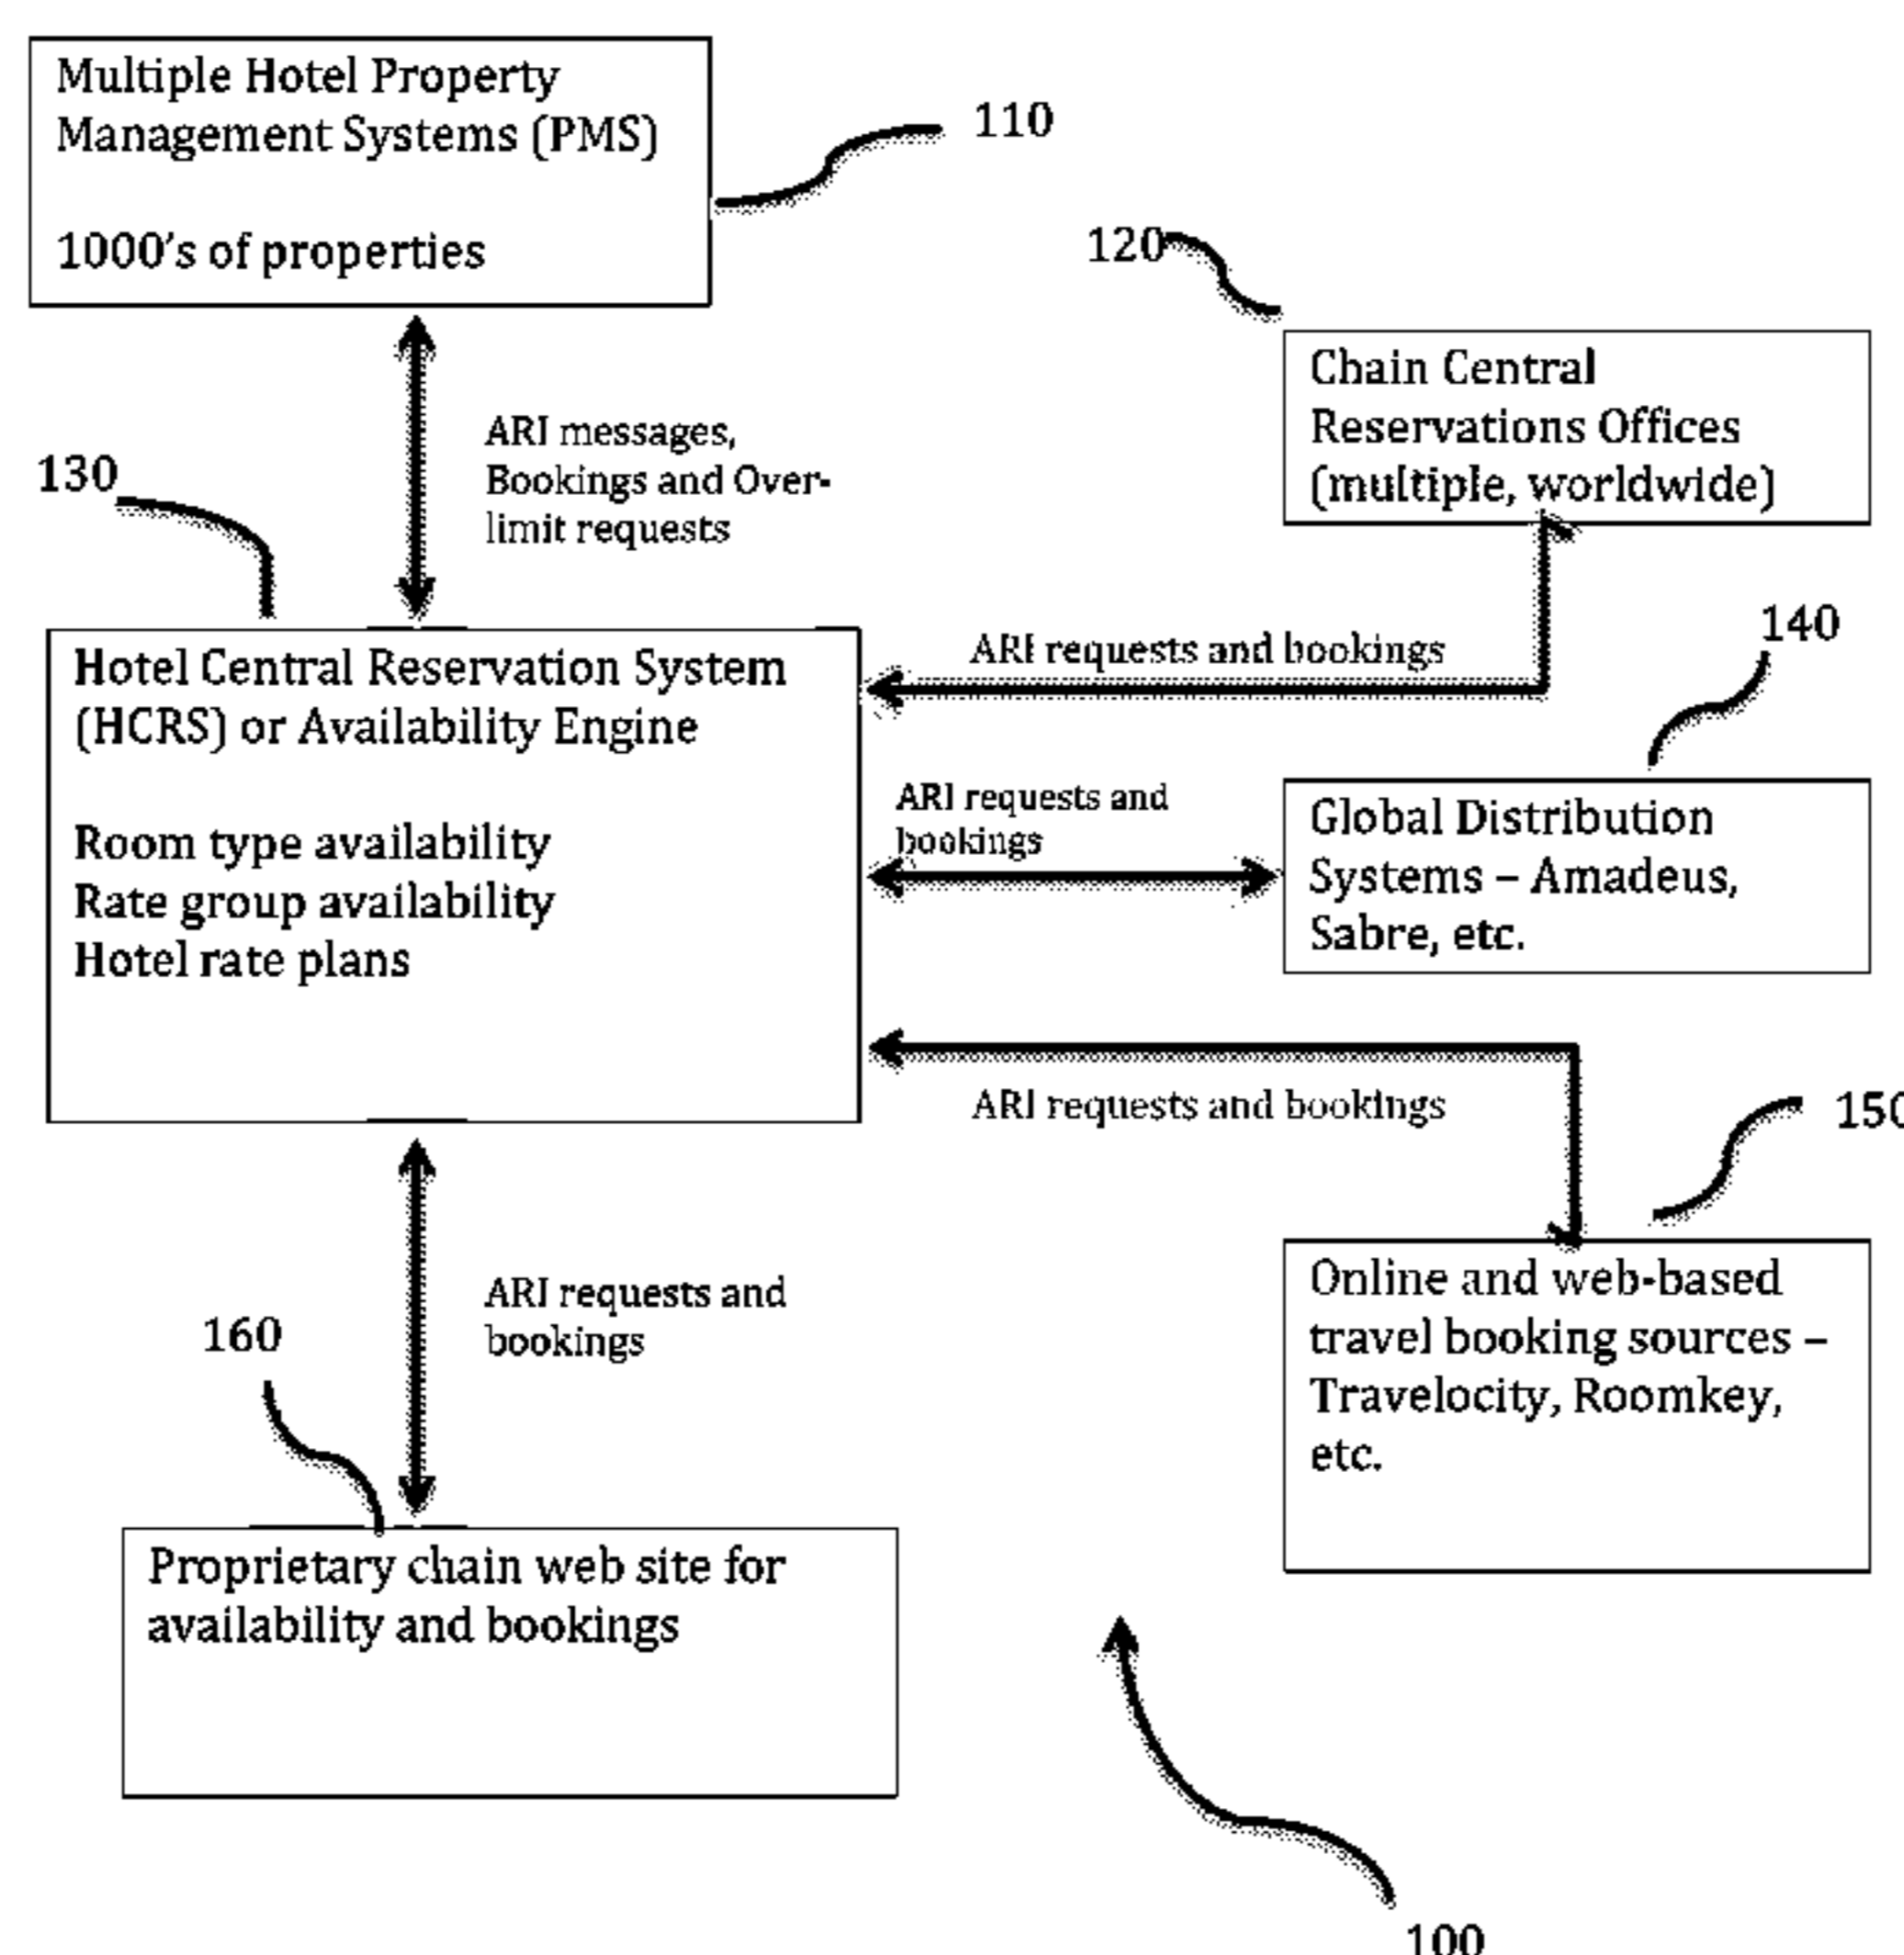 Multiple Hotel Property
Management Systems (PMS)
1000's of properties
110
120
Chain Central
Reservations Offices
(multiple, worldwide)
ARI messages,
Bookings and Over-
limit requests
130
Hotel Central Reservation System
(HCRS) or Availability Engine
Room type availability
Rate group availability
Hotel rate plans
ARI requests and bookings
140
ARI requests and
bookings
Global Distribution
Systems – Amadeus,
Sabre, etc.
ARI requests and bookings
150
Online and web-based
travel booking sources –
Travelocity, Roomkey,
etc.
ARI requests and
bookings
160
Proprietary chain web site for
availability and bookings
100